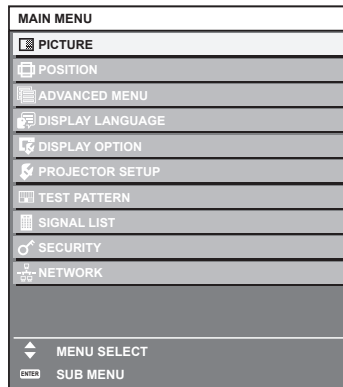 MAIN MENU
PICTURE
POSITION
ADVANCED MENU
DISPLAY LANGUAGE
DISPLAY OPTION
PROJECTOR SETUP
TEST PATTERN
SIGNAL LIST
SECURITY
NETWORK
MENU SELECT
ENTER SUB MENU